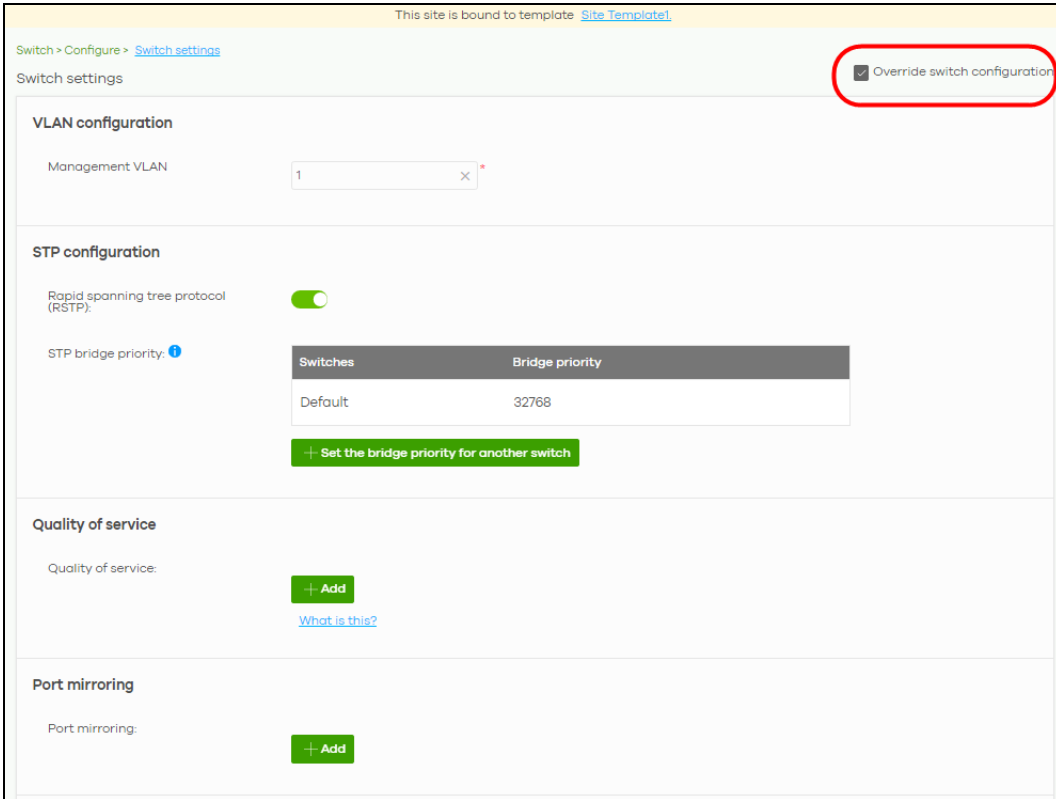 This site is bound to template Site Template1.
Switch > Configure > Switch settings
Switch settings
Override switch configuration
VLAN configuration
Management VLAN
1
*
STP configuration
Rapid spanning tree protocol
(RSTP):
STP bridge priority:
Switches Bridge priority
Default 32768
+ Set the bridge priority for another switch
Quality of service
Quality of service:
+ Add
What is this?
Port mirroring
Port mirroring:
+ Add